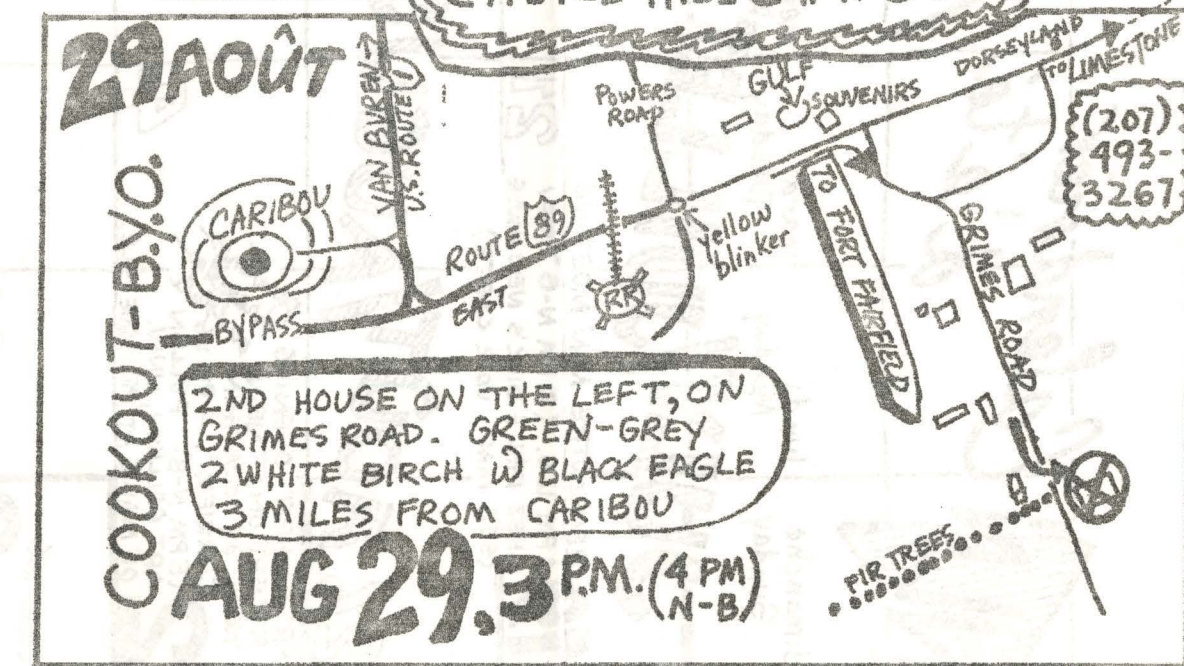 29 AOÛT
COOKOUT-B.Y.O.
CARIBOU
BYPASS
VAN BUREN
U.S. ROUTE 1
ROUTE 89
EAST
RR
POWERS
ROAD
yellow
blinker
GULF
SOUVENIRS
DORSEYLAND
TO LIMESTONE
(207)
493-
3267
TO FORT FAIRFIELD
GRIMES ROAD
FIR TREES
2ND HOUSE ON THE LEFT, ON
GRIMES ROAD. GREEN-GREY
2 WHITE BIRCH W BLACK EAGLE
3 MILES FROM CARIBOU
AUG 29. 3 P.M. (4 PM
N-B)